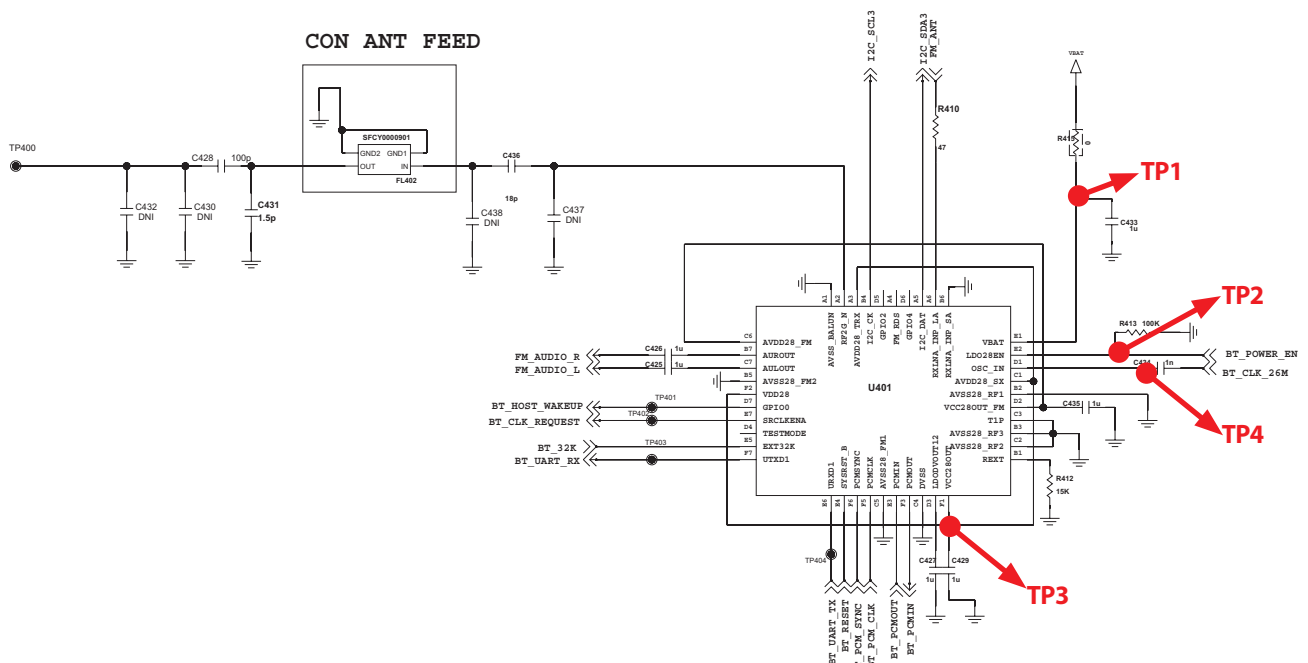 CON ANT FEED
I2C_SCL3
I2C_SDA3
FM_ANT
VBAT
R410
47
R415
0
TP1
C433
1u
TP400
C428
100p
SFCY0000901
GND2
GND1
OUT
IN
FL402
C436
18p
C432
DNI
C430
DNI
C431
1.5p
C438
DNI
C437
DNI
A1
A2
A3
B4
D5
A4
D6
A5
A6
B6
AVSS_BALUN
RF2G_N
AVDD28_TRX
I2C_CK
GPIO2
FM_RDS
GPIO4
I2C_DAT
RXLNA_INP_LA
RXLNA_INP_SA
TP2
R413
100K
BT_POWER_EN
C434
1n
BT_CLK_26M
TP4
FM_AUDIO_R
C426
1u
FM_AUDIO_L
C425
1u
BT_HOST_WAKEUP
TP401
BT_CLK_REQUEST
TP402
BT_32K
TP403
BT_UART_RX
C6
AVDD28_FM
B7
AUROUT
C7
AULOUT
B5
AVSS28_FM2
F2
VDD28
D7
GPIO0
E7
SRCLKENA
D4
TESTMODE
E5
EXT32K
F7
UTXD1
U401
VBAT
E1
LDO28EN
E2
OSC_IN
D1
AVDD28_SX
C1
AVSS28_RF1
B2
VCC28OUT_FM
D2
T1P
C3
AVSS28_RF3
B3
AVSS28_RF2
C2
REXT
B1
C435
1u
R412
15K
URXD1
SYSRST_B
PCMSYNC
PCMCLK
AVSS28_FM1
PCMIN
PCMOUT
DVSS
LDODVOUT12
VCC28OUT
E6
E4
F6
F5
C5
E3
F3
C4
D3
F1
TP404
C427
1u
C429
1u
TP3
BT_UART_TX
BT_RESET
PCM_SYNC
T_PCM_CLK
BT_PCMOUT
BT_PCMIN